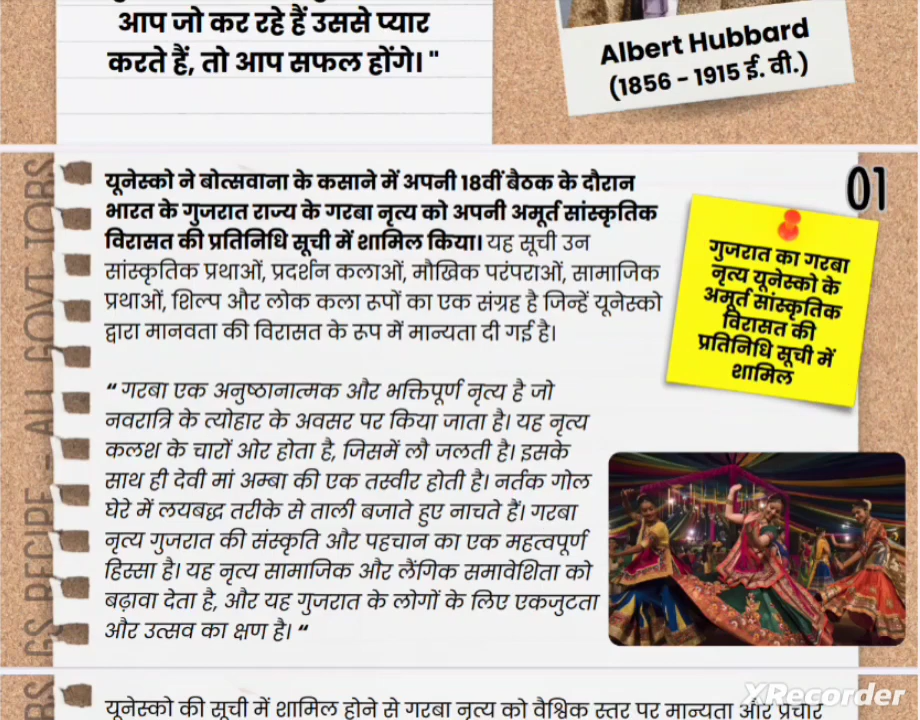 आप जो कर रहे हैं उससे प्यार
करते हैं, तो आप सफल होंगे। "
Albert Hubbard
(1856 - 1915 ई. वी.)
01
यूनेस्को ने बोत्सवाना के कसाने में अपनी 18वीं बैठक के दौरान
भारत के गुजरात राज्य के गरबा नृत्य को अपनी अमूर्त सांस्कृतिक
विरासत की प्रतिनिधि सूची में शामिल किया। यह सूची उन
सांस्कृतिक प्रथाओं, प्रदर्शन कलाओं, मौखिक परंपराओं, सामाजिक
प्रथाओं, शिल्प और लोक कला रूपों का एक संग्रह है जिन्हें यूनेस्को
द्वारा मानवता की विरासत के रूप में मान्यता दी गई है।
गुजरात का गरबा
नृत्य यूनेस्को के
अमूर्त सांस्कृतिक
विरासत की
प्रतिनिधि सूची में
शामिल
“ गरबा एक अनुष्ठानात्मक और भक्तिपूर्ण नृत्य है जो
नवरात्रि के त्योहार के अवसर पर किया जाता है। यह नृत्य
कलश के चारों ओर होता है, जिसमें लौ जलती है। इसके
साथ ही देवी मां अम्बा की एक तस्वीर होती है। नर्तक गोल
घेरे में लयबद्ध तरीके से ताली बजाते हुए नाचते हैं। गरबा
नृत्य गुजरात की संस्कृति और पहचान का एक महत्वपूर्ण
हिस्सा है। यह नृत्य सामाजिक और लैंगिक समावेशिता को
बढ़ावा देता है, और यह गुजरात के लोगों के लिए एकजुटता
और उत्सव का क्षण है। “
यूनेस्को की सूची में शामिल होने से गरबा नृत्य को वैश्विक स्तर पर मान्यता और प्रचार
GS RECIPE - ALL GOVT JOBS
XRecorder